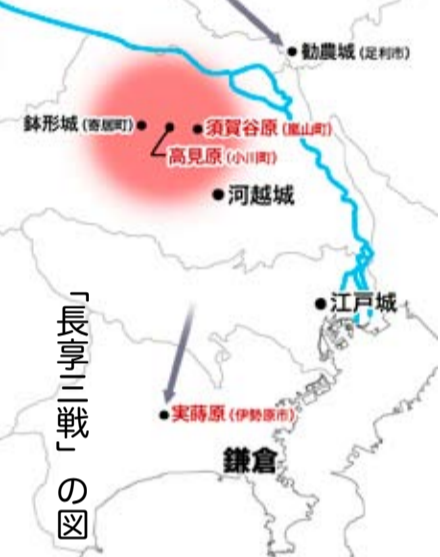 勧農城(足利市)
鉢形城(寄居町)
須賀谷原(嵐山町)
高見原(小川町)
河越城
江戸城
実蒔原(伊勢原市)
鎌倉
「長享三戦」の図